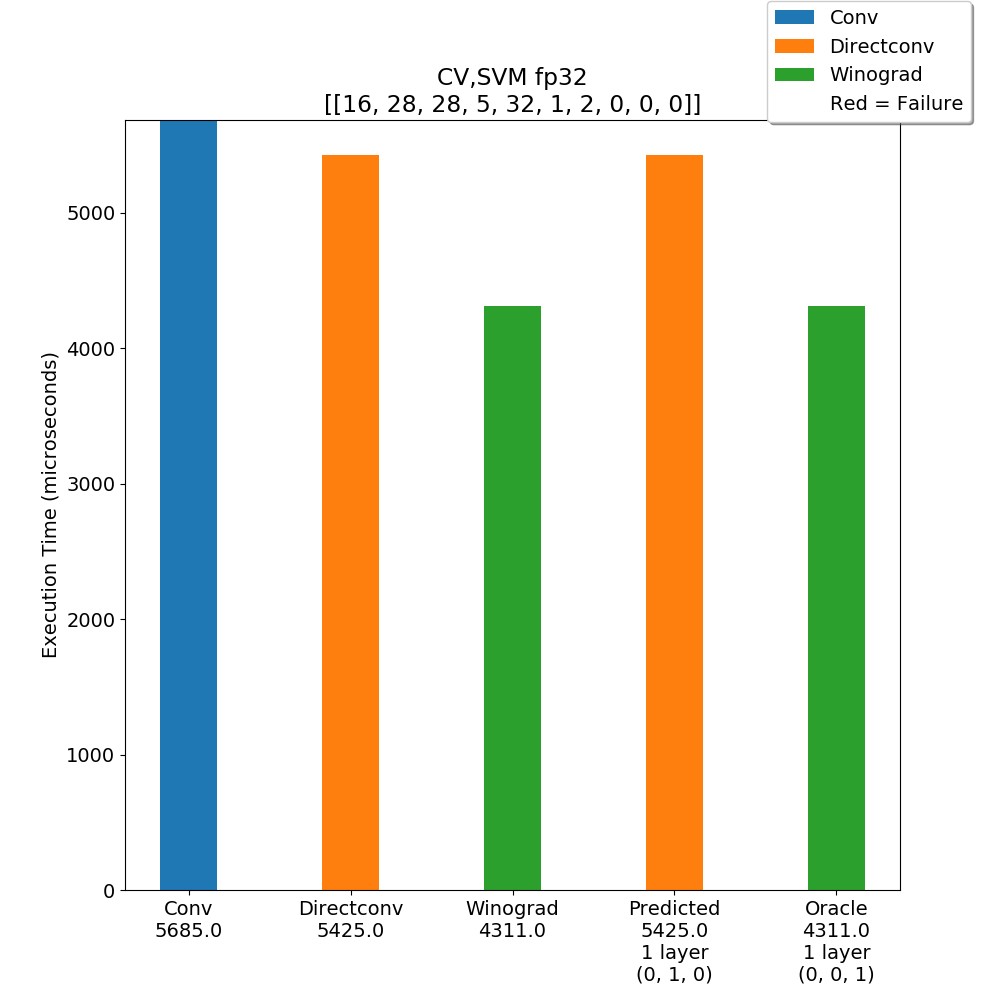 Conv
Directconv
Winograd
Red = Failure
CV,SVM fp32
[[16, 28, 28, 5, 32, 1, 2, 0, 0, 0]]
Execution Time (microseconds)
5000
4000
3000
2000
1000
0
Conv
5685.0
Directconv
5425.0
Winograd
4311.0
Predicted
5425.0
1 layer
(0, 1, 0)
Oracle
4311.0
1 layer
(0, 0, 1)